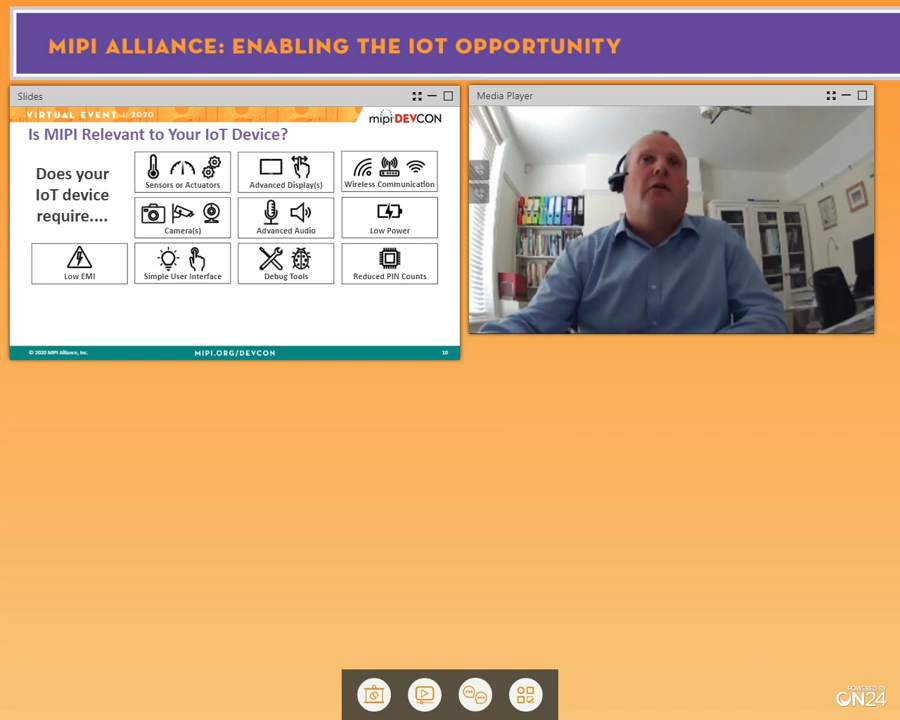 MIPI ALLIANCE: ENABLING THE IOT OPPORTUNITY
Slides
VIRTUAL EVENT | 2020
mipi DEVCON
Is MIPI Relevant to Your IoT Device?
Does your
IoT device
require....
Sensors or Actuators
Advanced Display(s)
Wireless Communication
Camera(s)
Advanced Audio
Low Power
Low EMI
Simple User Interface
Debug Tools
Reduced PIN Counts
© 2020 MIPI Alliance, Inc.
MIPI.ORG/DEVCON
10
Media Player
POWERED BY
ON24